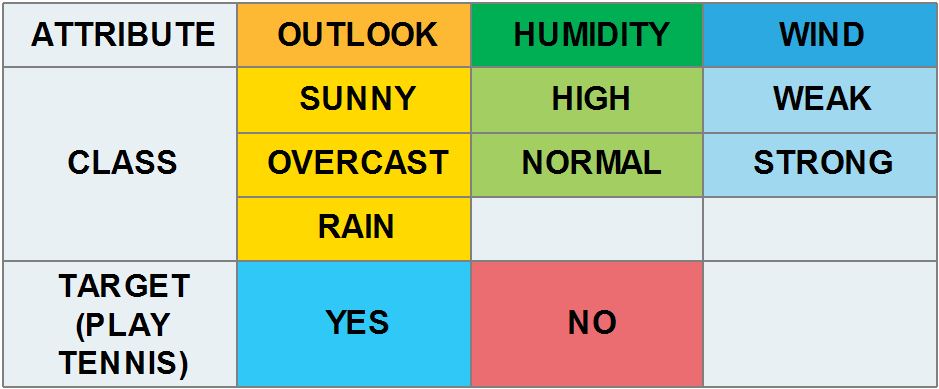 ATTRIBUTE OUTLOOK HUMIDITY WIND
SUNNY HIGH WEAK
CLASS OVERCAST NORMAL STRONG
RAIN
TARGET
(PLAY YES NO
TENNIS)